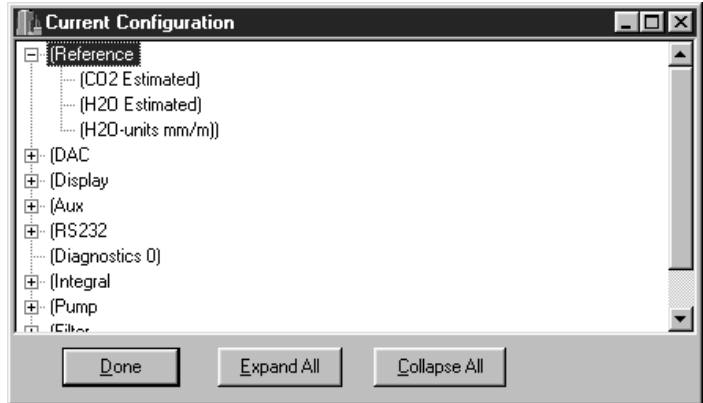 Current Configuration
(Reference
(CO2 Estimated)
(H2O Estimated)
(H2O-units mm/m))
(DAC
(Display
(Aux
(RS232
(Diagnostics 0)
(Integral
(Pump
(Filter
Done Expand All Collapse All